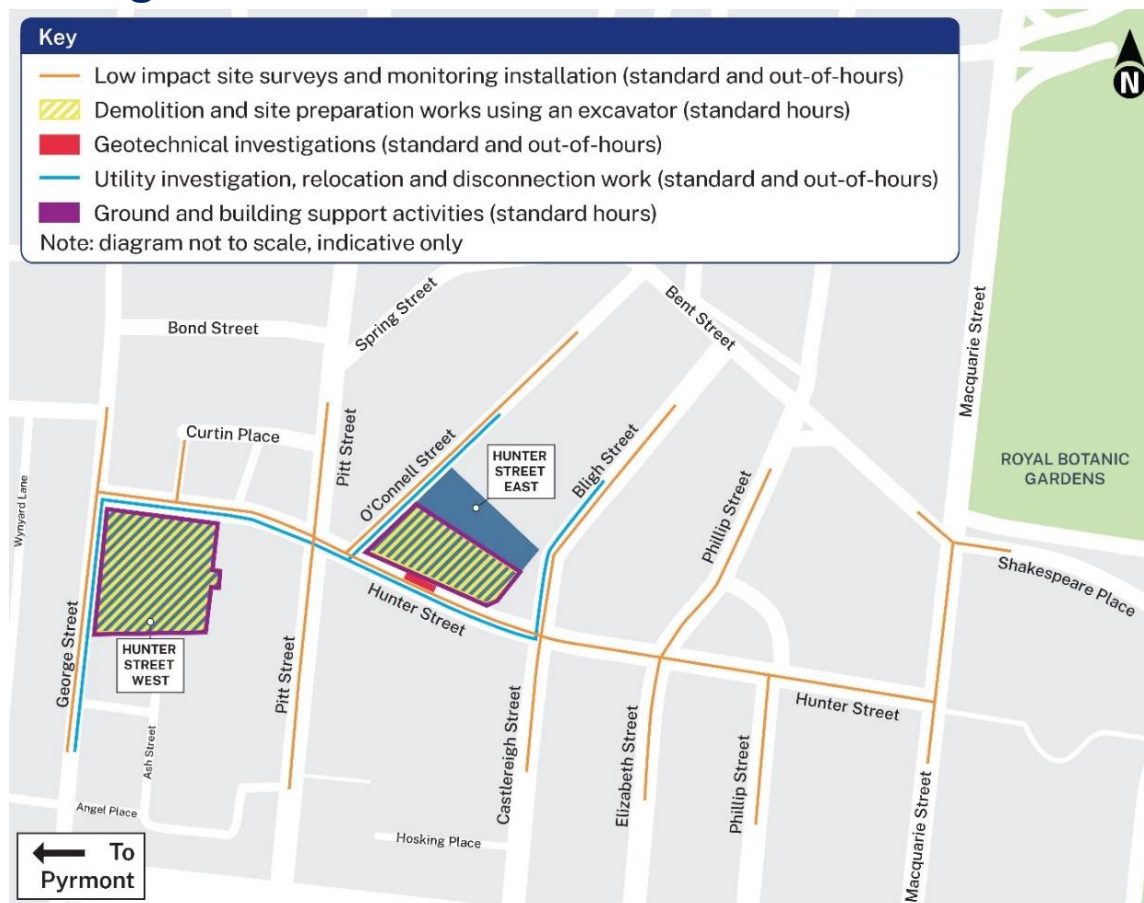 Key
Low impact site surveys and monitoring installation (standard and out-of-hours)
Demolition and site preparation works using an excavator (standard hours)
Geotechnical investigations (standard and out-of-hours)
Utility investigation, relocation and disconnection work (standard and out-of-hours)
Ground and building support activities (standard hours)
Note: diagram not to scale, indicative only
N
Bond Street
Spring Street
Bent Street
Macquarie Street
Curtin Place
Pitt Street
O'Connell Street
HUNTER
STREET
EAST
Bligh Street
Phillip Street
ROYAL BOTANIC
GARDENS
Wynyard Lane
Shakespeare Place
Hunter Street
George Street
HUNTER
STREET
WEST
Pitt Street
Ash Street
Castlereigh Street
Elizabeth Street
Phillip Street
Hunter Street
Macquarie Street
Angel Place
Hosking Place
To
Pyrmont